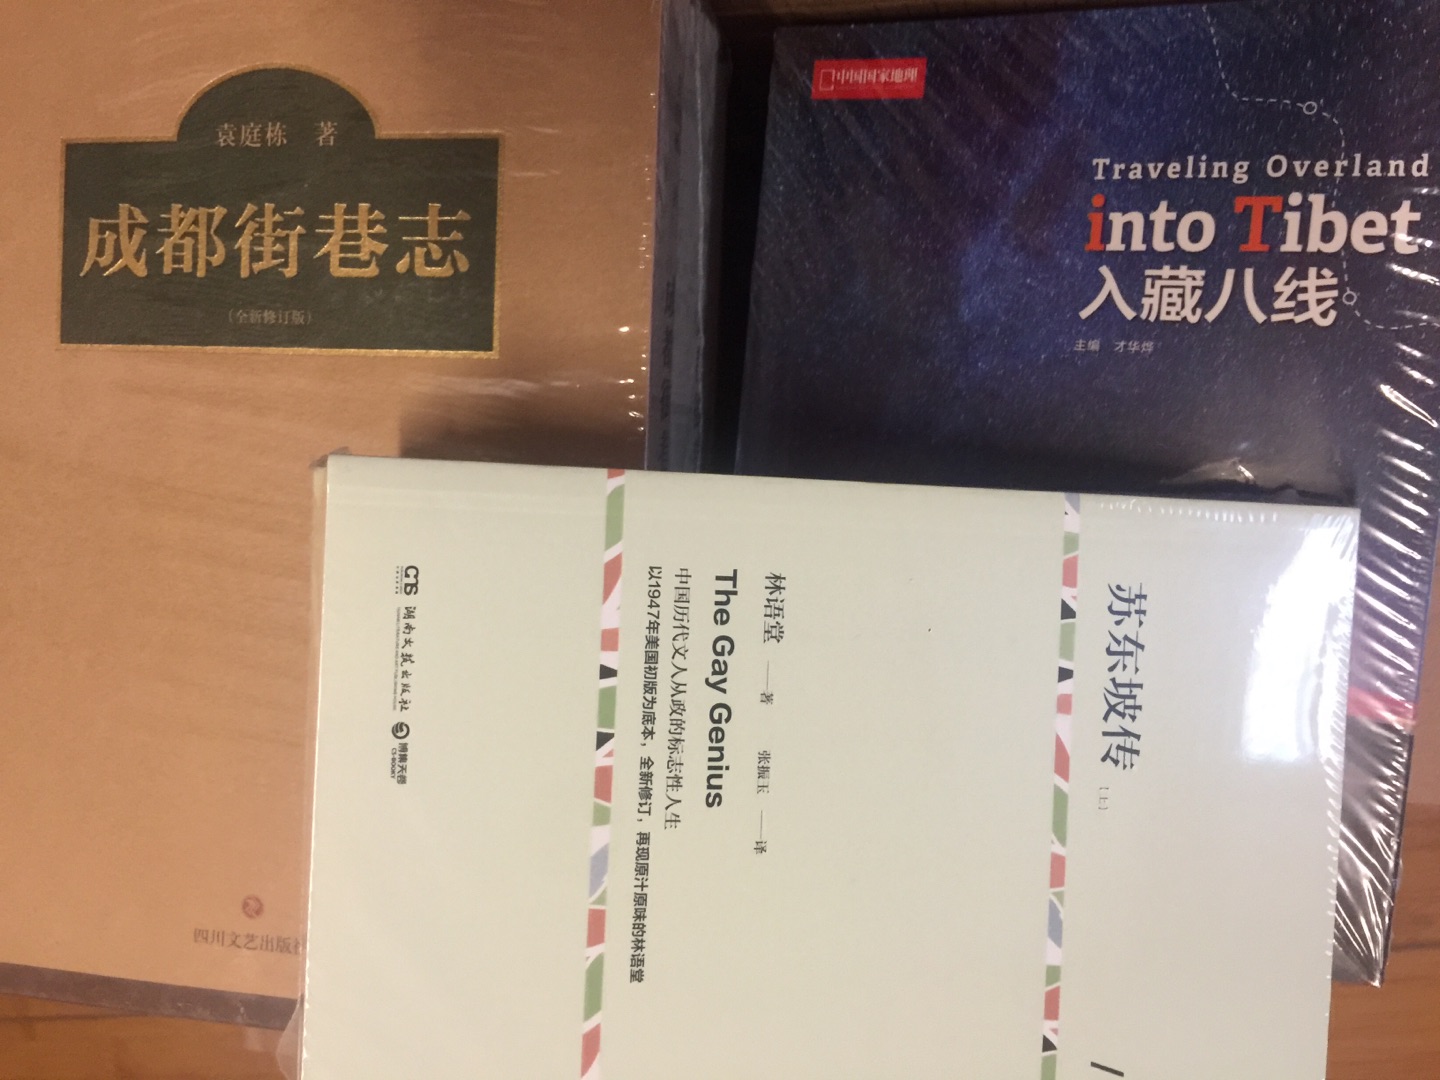 袁庭栋 著
成都街巷志
(全新修订版)
四川文艺出版社
中国国家地理
Traveling Overland
into Tibet
入藏八线
主编 才华烨
苏东坡传
[上]
林语堂——著 张振玉——译
The Gay Genius
中国历代文人从政的标志性人生
以1947年美国初版为底本，全新修订，再现原汁原味的林语堂
CTS 湖南文艺出版社 博集天卷
CS-BOOKY